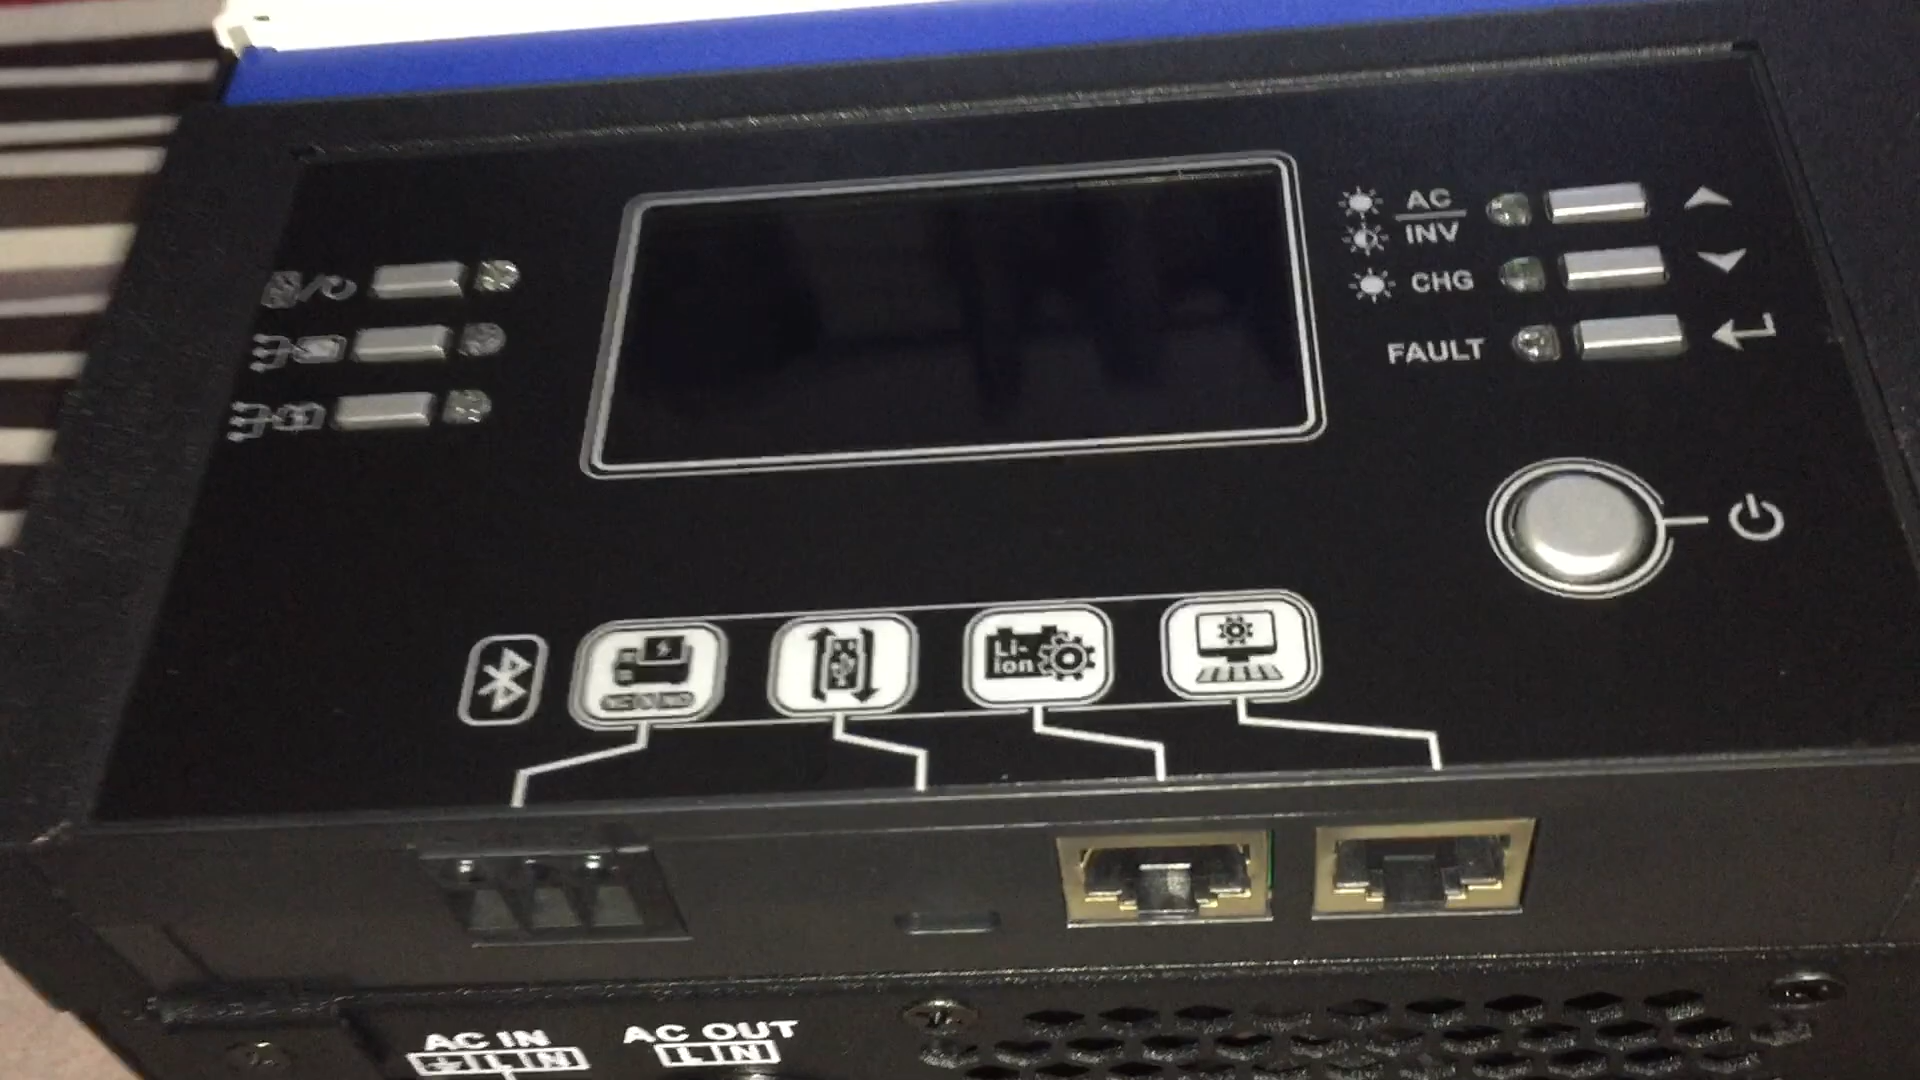 AC
INV
CHG
FAULT
Li-
ion
AC IN
L N
AC OUT
L N